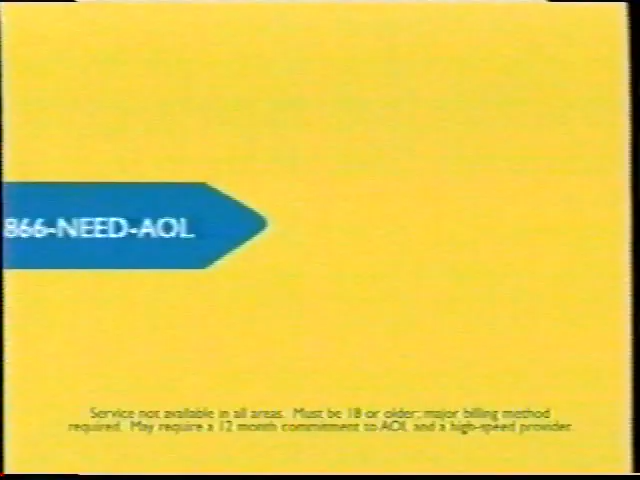 866-NEED-AOL
Service not available in all areas. Must be 18 or older; major billing method
required. May require a 12 month commitment to AOL and a high-speed provider.